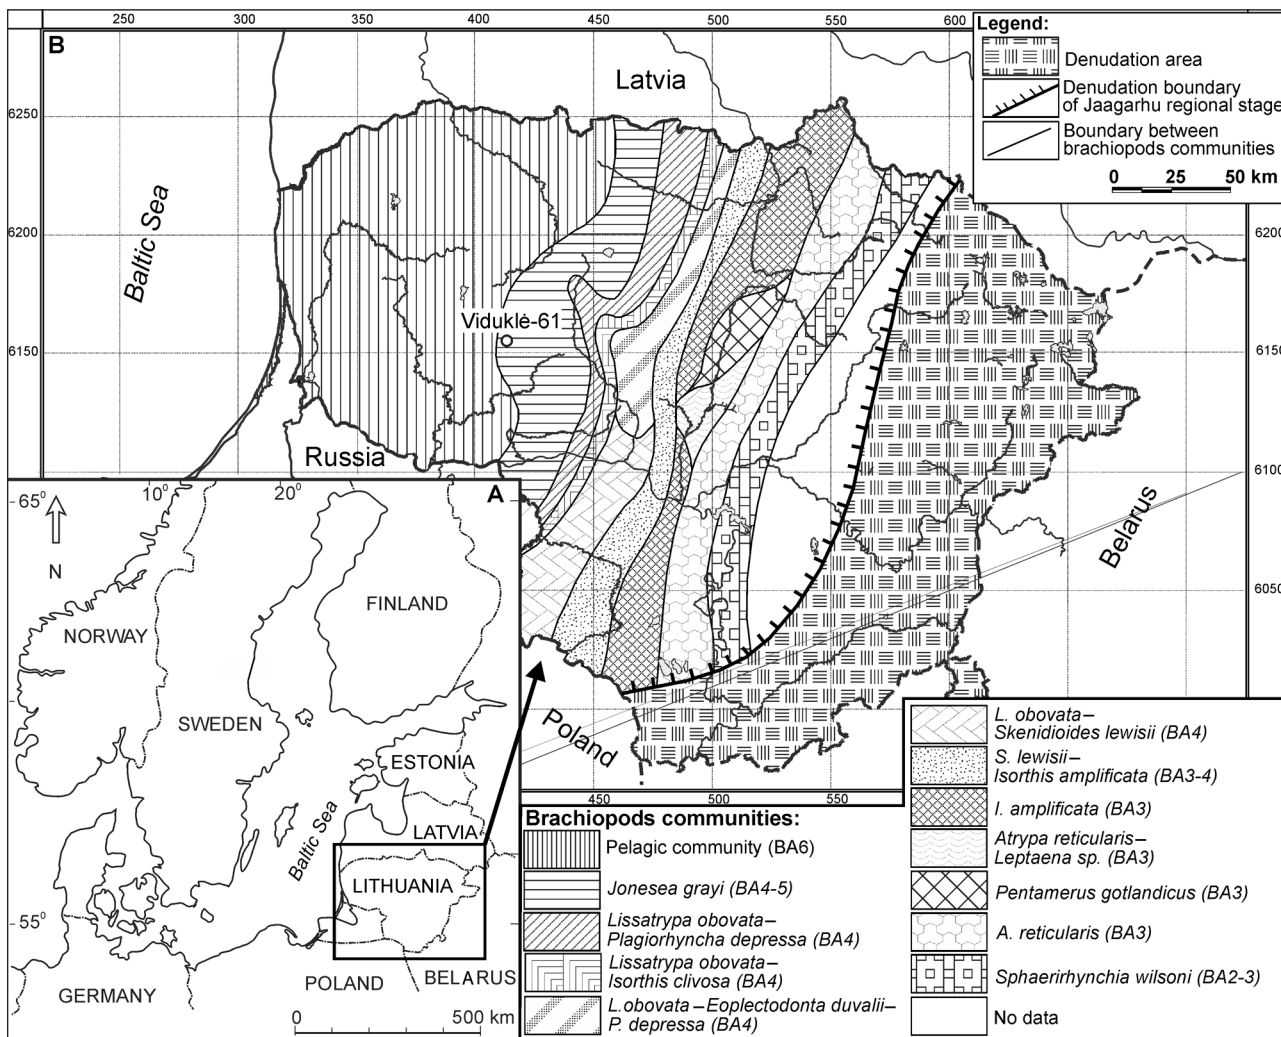 250
300
350
400
450
500
550
600
B
Latvia
6250
6200
6150
6100
6050
6200
6150
6100
6050
Baltic Sea
Viduklė-61
Russia
Poland
Belarus
450
500
550
Legend:
Denudation area
Denudation boundary
of Jaagarhu regional stage
Boundary between
brachiopods communities
0 25 50 km
A
65°
10°
20°
N
NORWAY
FINLAND
SWEDEN
ESTONIA
Baltic Sea
LATVIA
LITHUANIA
55°
POLAND
BELARUS
GERMANY
0 500 km
Brachiopods communities:
Pelagic community (BA6)
Jonesea grayi (BA4-5)
Lissatrypa obovata–
Plagiorhyncha depressa (BA4)
Lissatrypa obovata–
Isorthis clivosa (BA4)
L.obovata–Eoplectodonta duvalii–
P. depressa (BA4)
L. obovata–
Skenidioides lewisii (BA4)
S. lewisii–
Isorthis amplificata (BA3-4)
I. amplificata (BA3)
Atrypa reticularis–
Leptaena sp. (BA3)
Pentamerus gotlandicus (BA3)
A. reticularis (BA3)
Sphaerirhynchia wilsoni (BA2-3)
No data